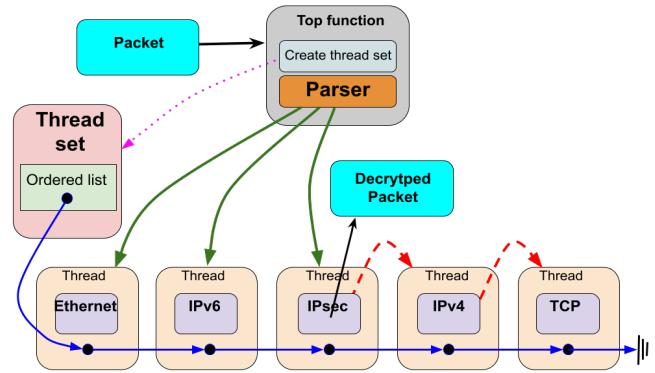 Top function
Packet
Create thread set
Parser
Thread
set
Ordered list
Decrytped
Packet
Thread
Thread
Thread
Thread
Thread
Ethernet
IPv6
IPsec
IPv4
TCP